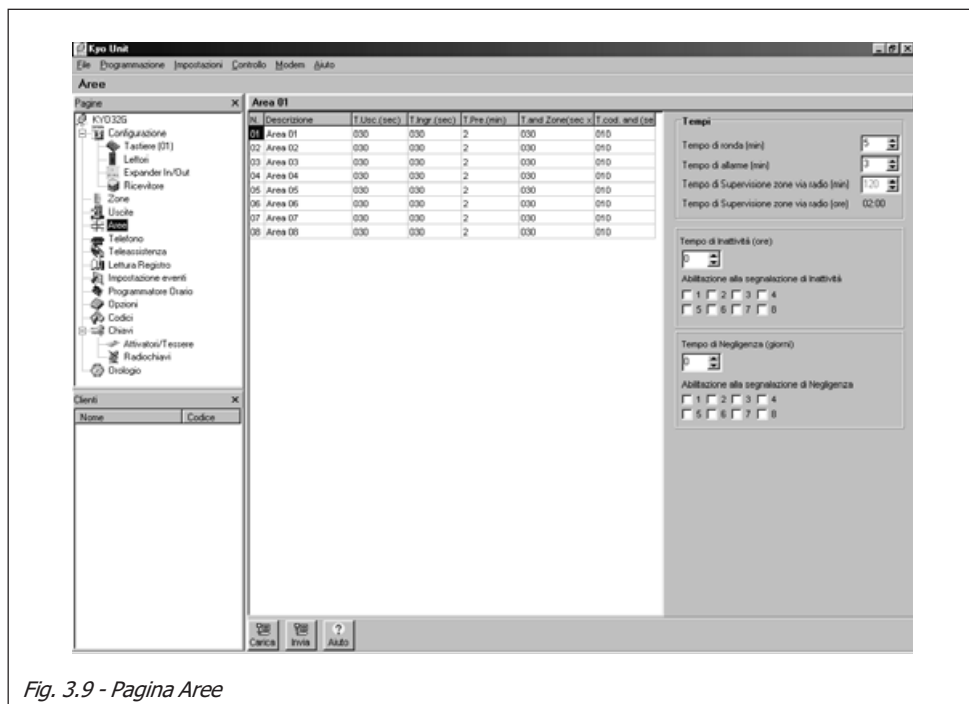 Kyo Unit
File Programmazione Impostazioni Controllo Modem Aiuto
Aree
Pagine
KYO32G
Configurazione
Tastiere (01)
Lettori
Expander In/Out
Ricevitore
Zone
Uscite
Aree
Telefono
Teleassistenza
Lettura Registro
Impostazione eventi
Programmatore Orario
Opzioni
Codici
Chiavi
Attivatori/Tessere
Radiochiavi
Orologio
Clienti
Nome Codice
Area 01
N. Descrizione T.Usc.(sec) T.Ingr.(sec) T.Pre.(min) T.and Zone(sec x T.cod. and (se
01 Area 01 030 030 2 030 010
02 Area 02 030 030 2 030 010
03 Area 03 030 030 2 030 010
04 Area 04 030 030 2 030 010
05 Area 05 030 030 2 030 010
06 Area 06 030 030 2 030 010
07 Area 07 030 030 2 030 010
08 Area 08 030 030 2 030 010
Tempi
Tempo di ronda (min) 5
Tempo di allarme (min) 3
Tempo di Supervisione zone via radio (min) 120
Tempo di Supervisione zone via radio (ore) 02:00
Tempo di Inattività (ore)
0
Abilitazione alla segnalazione di Inattività
1 2 3 4
5 6 7 8
Tempo di Negligenza (giorni)
0
Abilitazione alla segnalazione di Negligenza
1 2 3 4
5 6 7 8
Carica Invia Aiuto
Fig. 3.9 - Pagina Aree